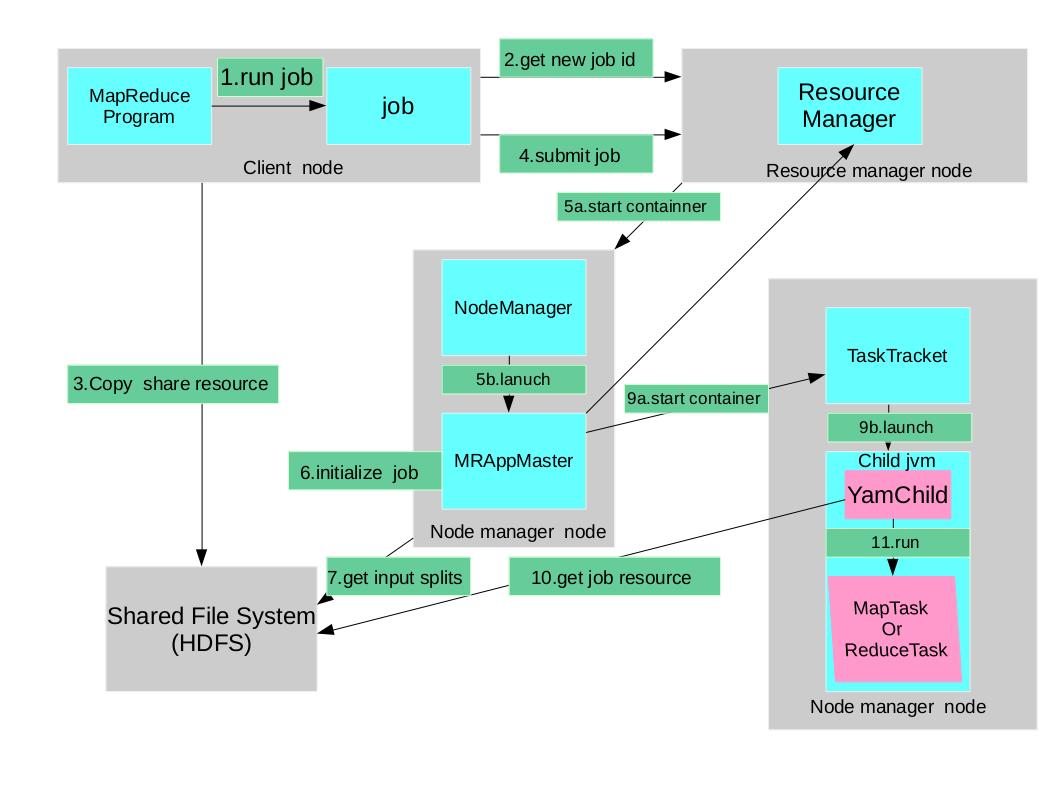 MapReduce
Program
1.run job
job
Client  node
2.get new job id
4.submit job
Resource
Manager
Resource manager node
5a.start containner
NodeManager
5b.lanuch
MRAppMaster
Node manager  node
3.Copy  share resource
6.initialize  job
7.get input splits
Shared File System
(HDFS)
9a.start container
10.get job resource
TaskTracket
9b.launch
Child jvm
YamChild
11.run
MapTask
Or
ReduceTask
Node manager  node